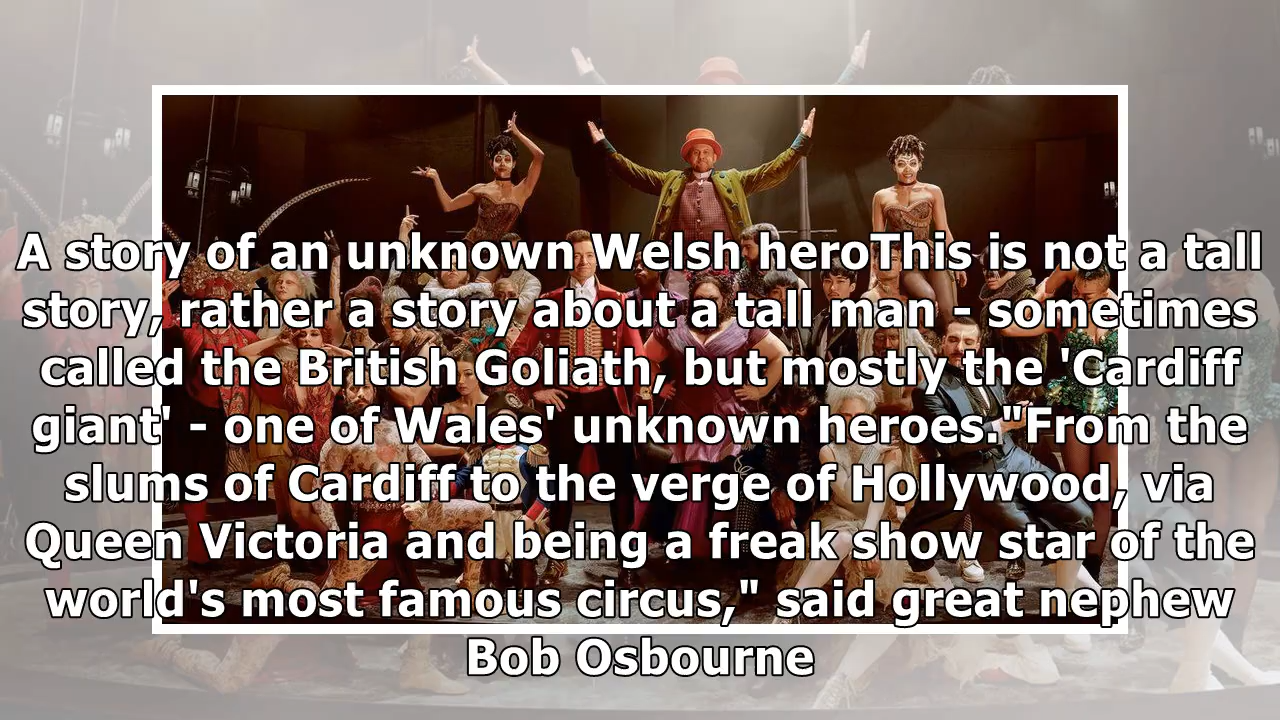 A story of an unknown Welsh heroThis is not a tall
story, rather a story about a tall man - sometimes
called the British Goliath, but mostly the 'Cardiff
giant' - one of Wales' unknown heroes."From the
slums of Cardiff to the verge of Hollywood, via
Queen Victoria and being a freak show star of the
world's most famous circus," said great nephew
Bob Osbourne